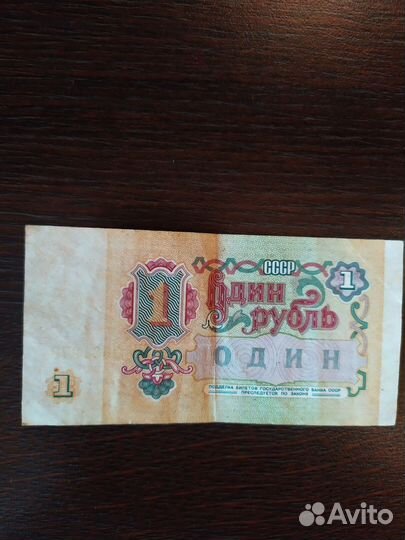 СССР
1
1
ОДИН
РУБЛЬ
ОДИН
1
ПОДДЕЛКА БИЛЕТОВ ГОСУДАРСТВЕННОГО БАНКА СССР
ПРЕСЛЕДУЕТСЯ ПО ЗАКОНУ
Avito